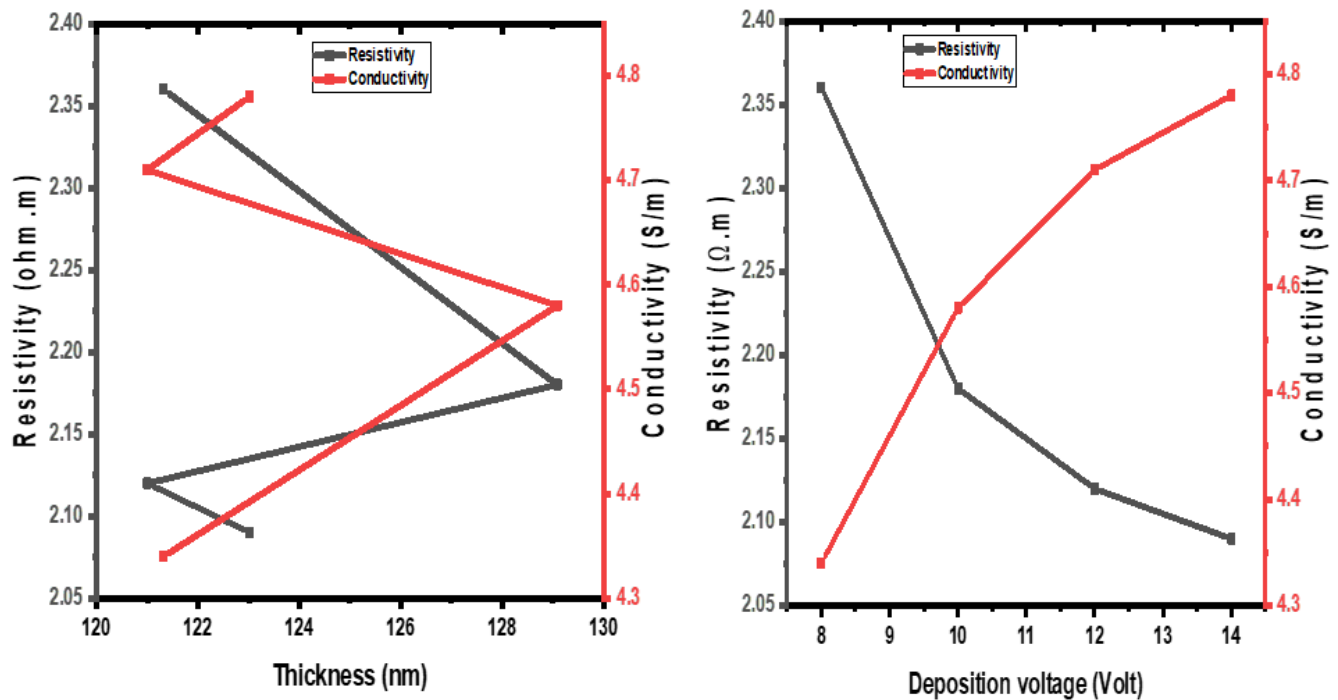 2.40
2.35
2.30
2.25
2.20
2.15
2.10
2.05
Resistivity (ohm .m)
Resistivity
Conductivity
4.8
4.7
4.6
4.5
4.4
4.3
Conductivity (S/m)
120 122 124 126 128 130
Thickness (nm)
2.40
2.35
2.30
2.25
2.20
2.15
2.10
2.05
Resistivity (Ω.m)
Resistivity
Conductivity
4.8
4.7
4.6
4.5
4.4
4.3
Conductivity (S/m)
8 9 10 11 12 13 14
Deposition voltage (Volt)